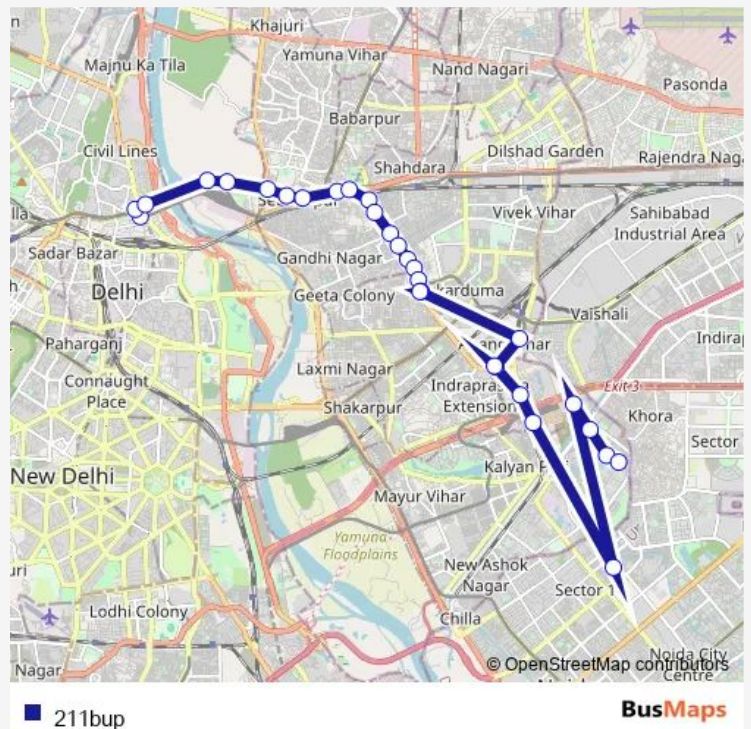 Khajuri
Majnu Ka Tila
Yamuna Vihar
Nand Nagari
Pasonda
Babarpur
Civil Lines
Shahdara
Dilshad Garden
Rajendra Nag
Vivek Vihar
Sahibabad
Industrial Area
Sadar Bazar
Gandhi Nagar
Delhi
Geeta Colony
karduma
Vaishali
Paharganj
Indira
Laxmi Nagar
Connaught
Place
Shakarpur
Extension
Exit 3
Khora
Sector
New Delhi
Kalyan
Mayur Vihar
Yamuna
Floodplains
New Ashok
Nagar
Sector 1
Lodhi Colony
Chilla
Nagar
© OpenStreetMap contributors
Noida City
Centre
211bup
BusMaps